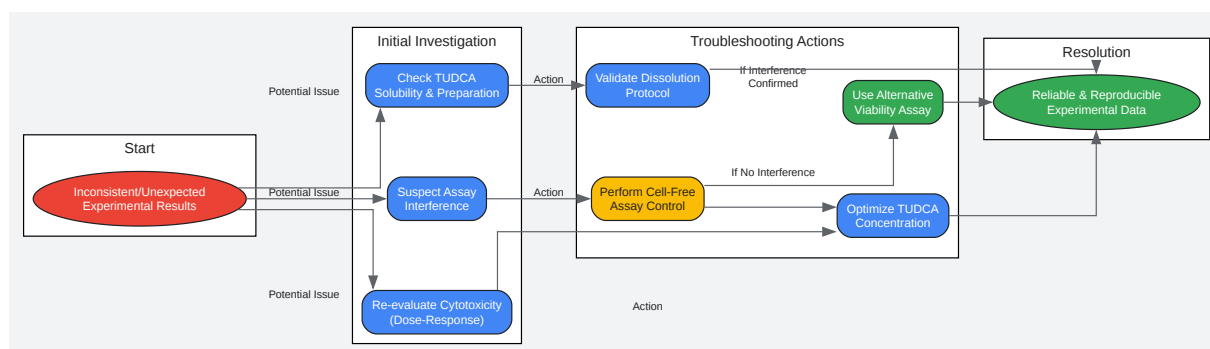 Start
Inconsistent/Unexpected
Experimental Results
Potential Issue
Potential Issue
Potential Issue
Initial Investigation
Check TUDCA
Solubility & Preparation
Suspect Assay
Interference
Re-evaluate Cytotoxicity
(Dose-Response)
Action
Action
Action
Troubleshooting Actions
Validate Dissolution
Protocol
If Interference
Confirmed
Use Alternative
Viability Assay
Perform Cell-Free
Assay Control
If No Interference
Optimize TUDCA
Concentration
Resolution
Reliable & Reproducible
Experimental Data